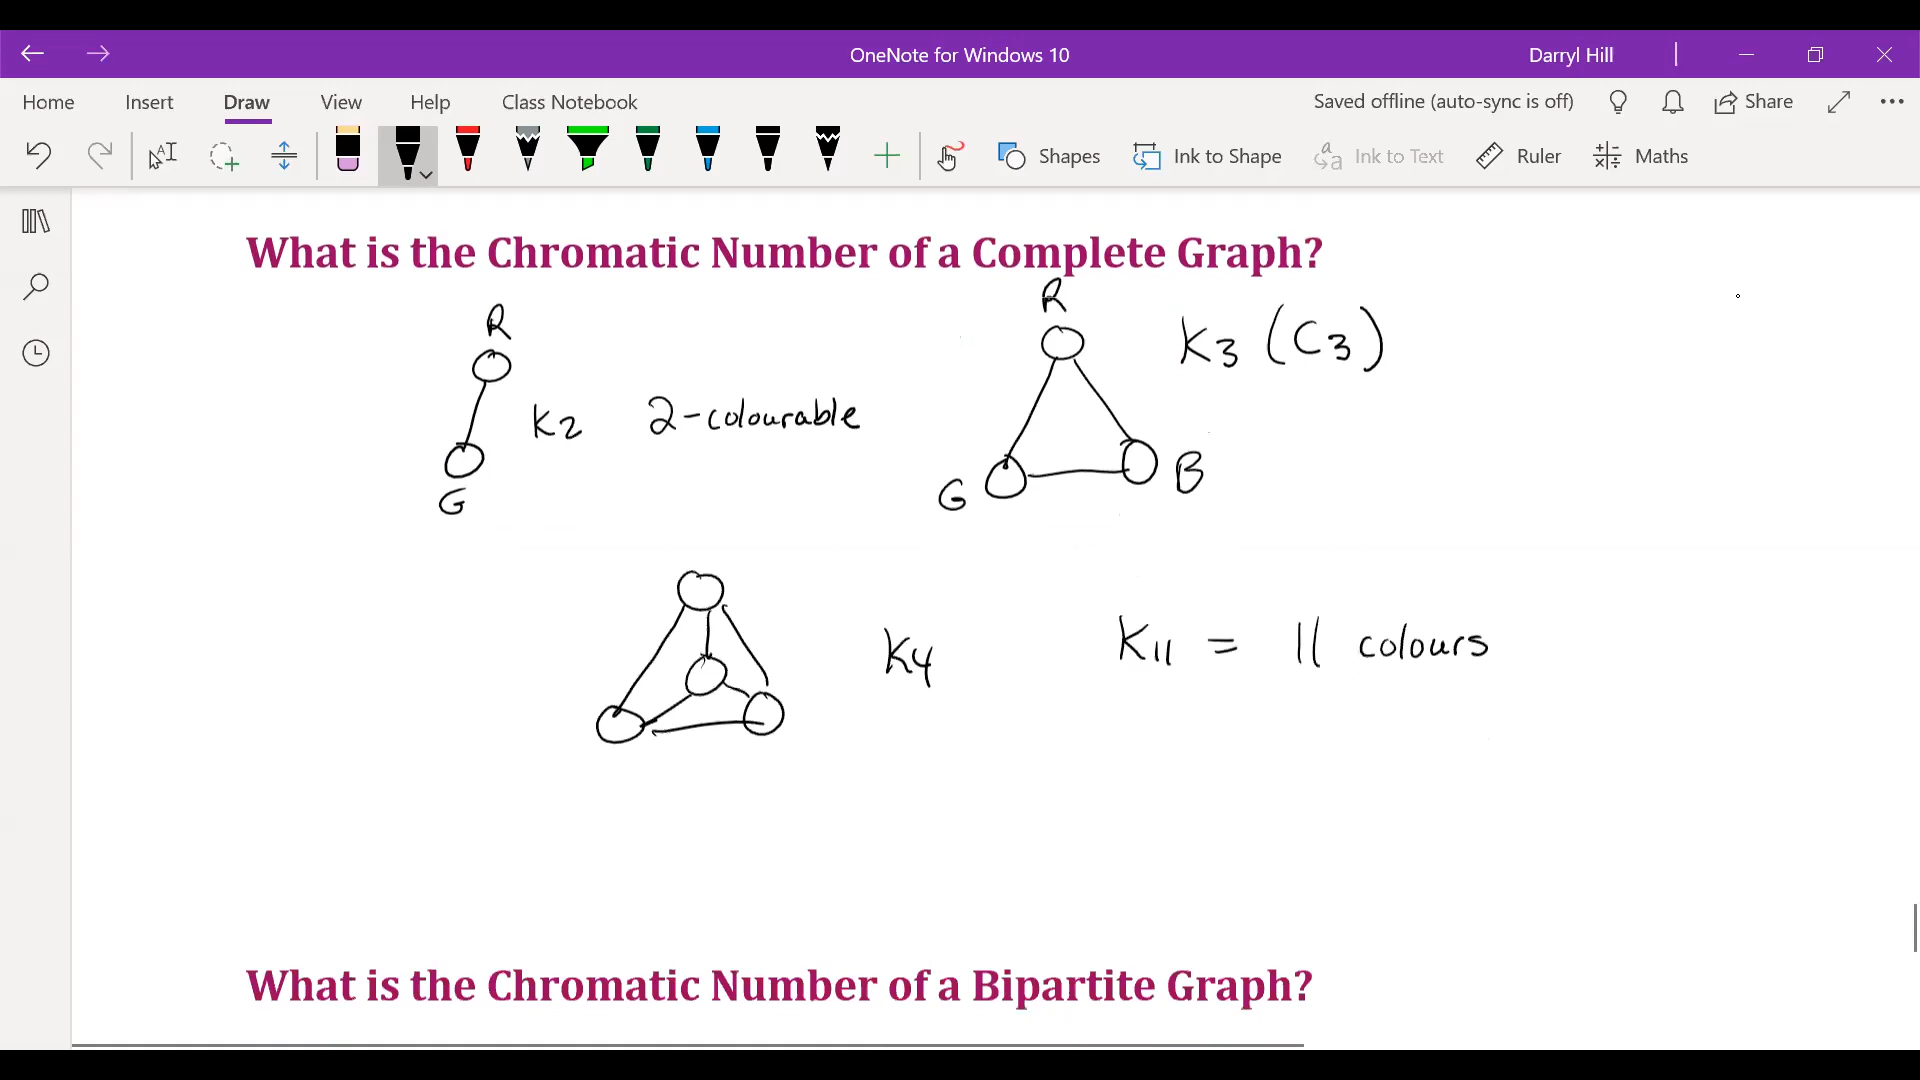 OneNote for Windows 10
Darryl Hill
Home Insert Draw View Help Class Notebook
Saved offline (auto-sync is off) Share
Shapes Ink to Shape Ink to Text Ruler Maths
What is the Chromatic Number of a Complete Graph?
R
R
K3 (C3)
K2 2-colourable
G
G
B
K4
K11 = 11 colours
What is the Chromatic Number of a Bipartite Graph?